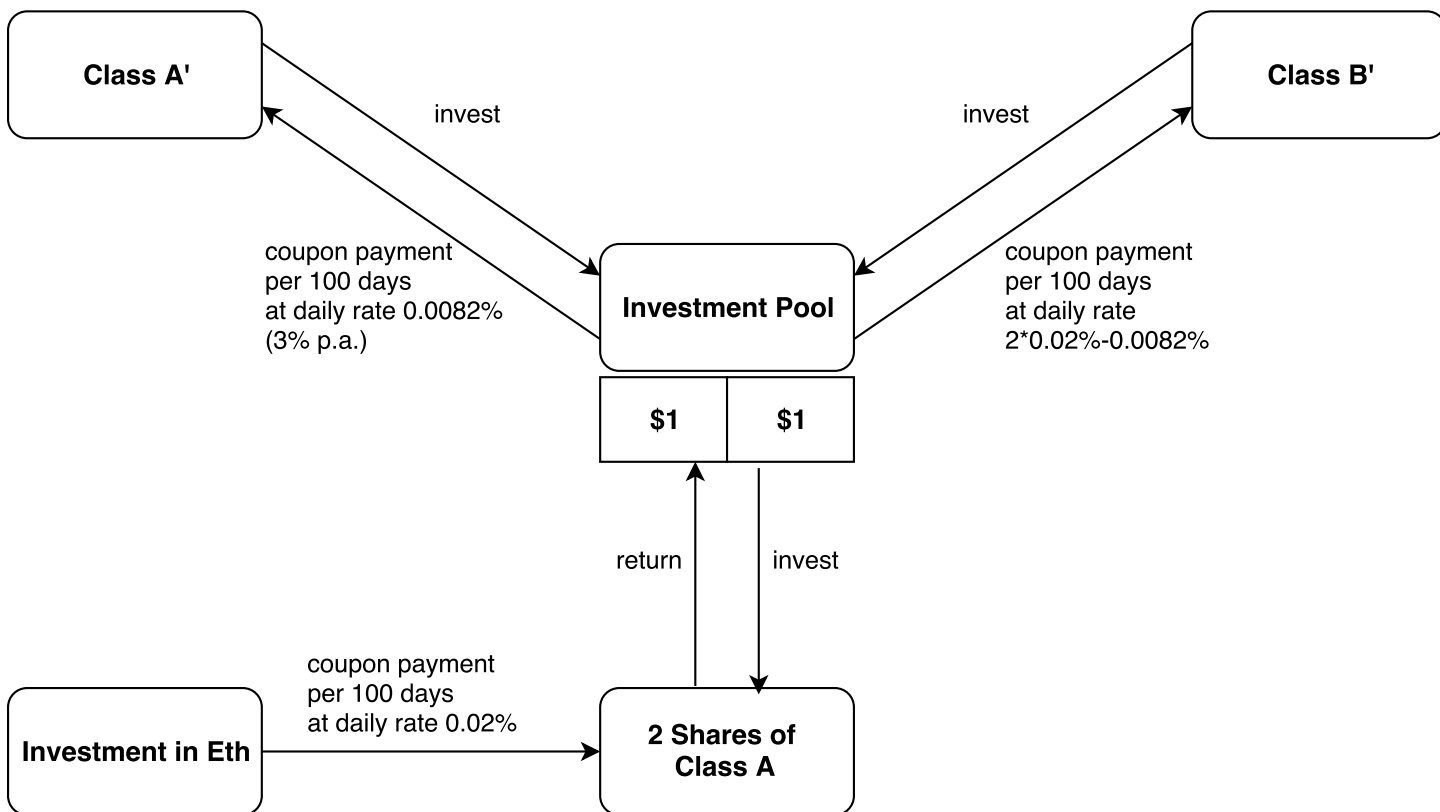 Class A'
Class B'
invest
invest
coupon payment
per 100 days
at daily rate 0.0082%
(3% p.a.)
coupon payment
per 100 days
at daily rate
2*0.02%-0.0082%
Investment Pool
$1
$1
return
invest
coupon payment
per 100 days
at daily rate 0.02%
Investment in Eth
2 Shares of
Class A